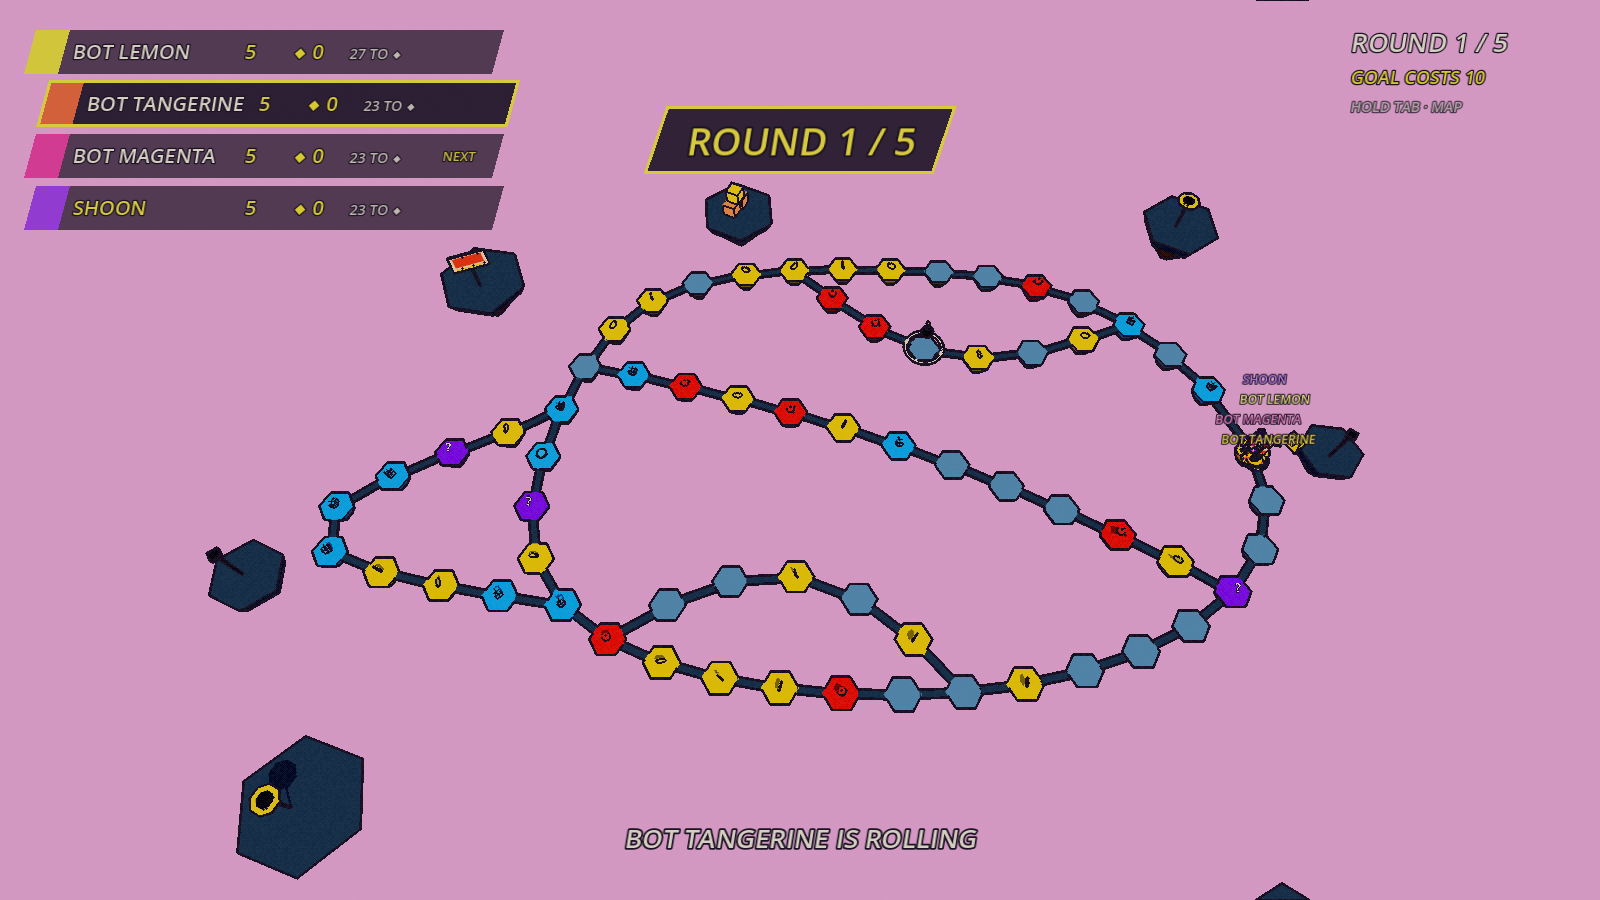 BOT LEMON 5 ◆ 0 27 TO ◆
BOT TANGERINE 5 ◆ 0 23 TO ◆
BOT MAGENTA 5 ◆ 0 23 TO ◆ NEXT
SHOON 5 ◆ 0 23 TO ◆
ROUND 1 / 5
GOAL COSTS 10
HOLD TAB · MAP
ROUND 1 / 5
SHOON
BOT LEMON
BOT MAGENTA
BOT TANGERINE
BOT TANGERINE IS ROLLING